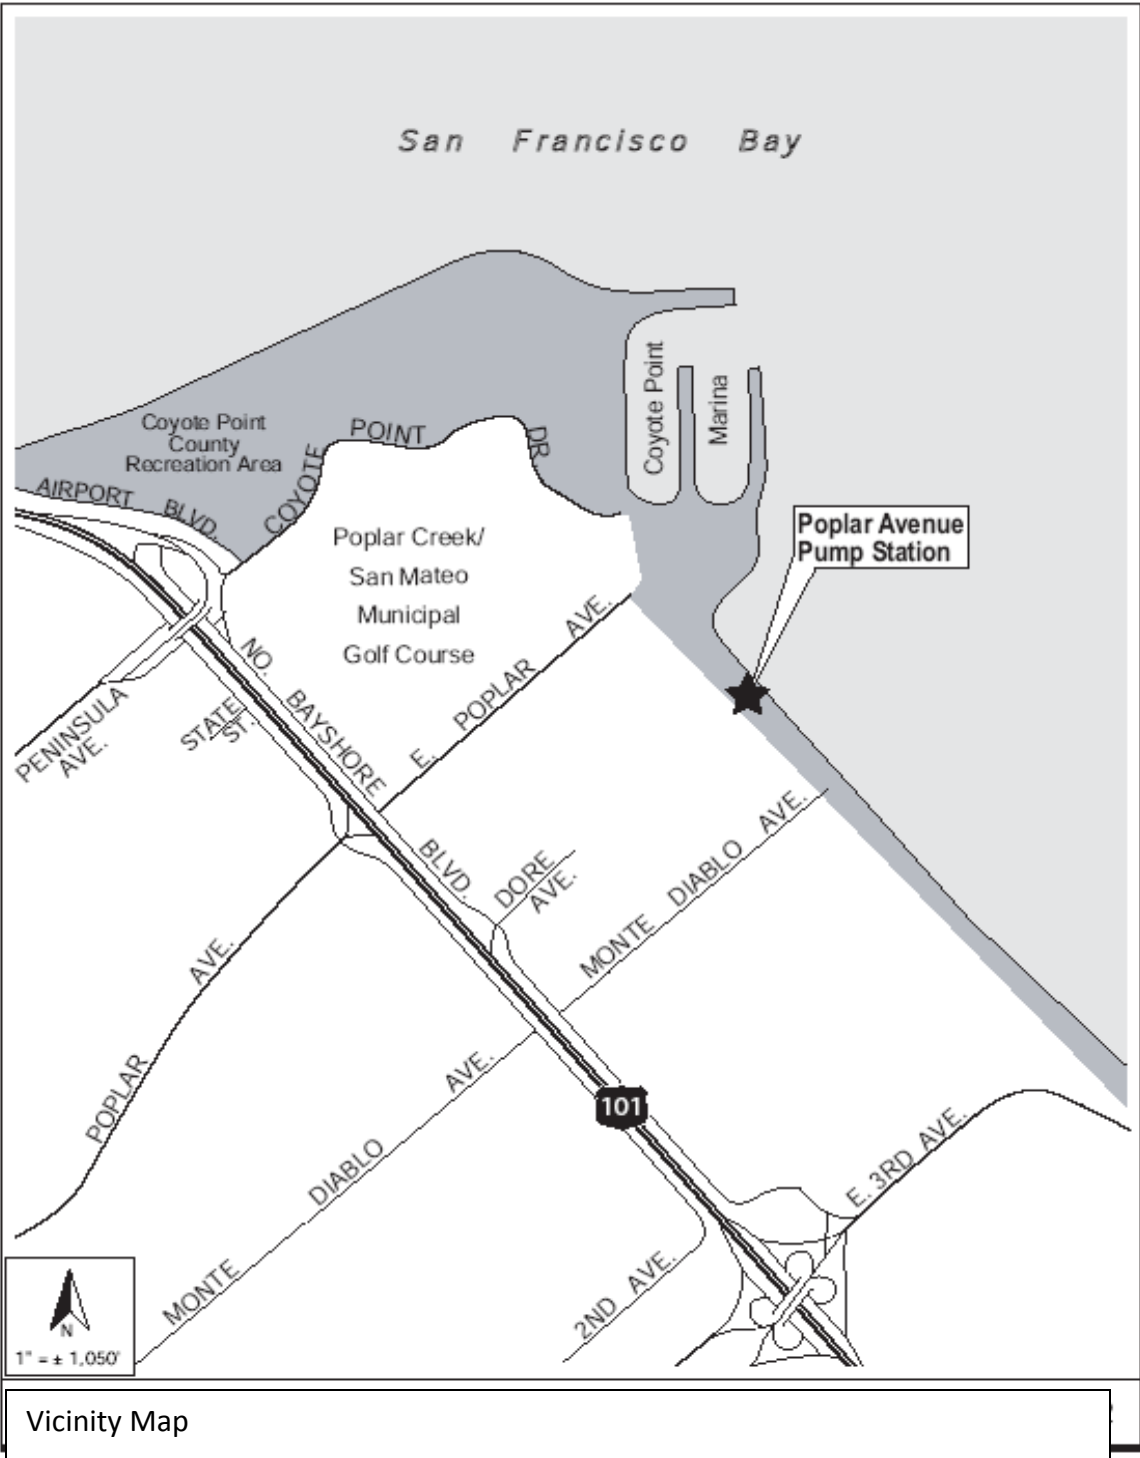 San Francisco Bay
Coyote Point
Marina
Coyote Point
County
Recreation Area
COYOTE POINT DR.
AIRPORT BLVD.
Poplar Avenue
Pump Station
Poplar Creek/
San Mateo
Municipal
Golf Course
E. POPLAR AVE.
NO. BAYSHORE BLVD.
PENINSULA
AVE.
STATE
ST.
DORE
AVE.
MONTE DIABLO AVE.
POPLAR AVE.
MONTE DIABLO AVE.
101
E. 3RD AVE.
2ND AVE.
N
1" = ± 1,050'
Vicinity Map